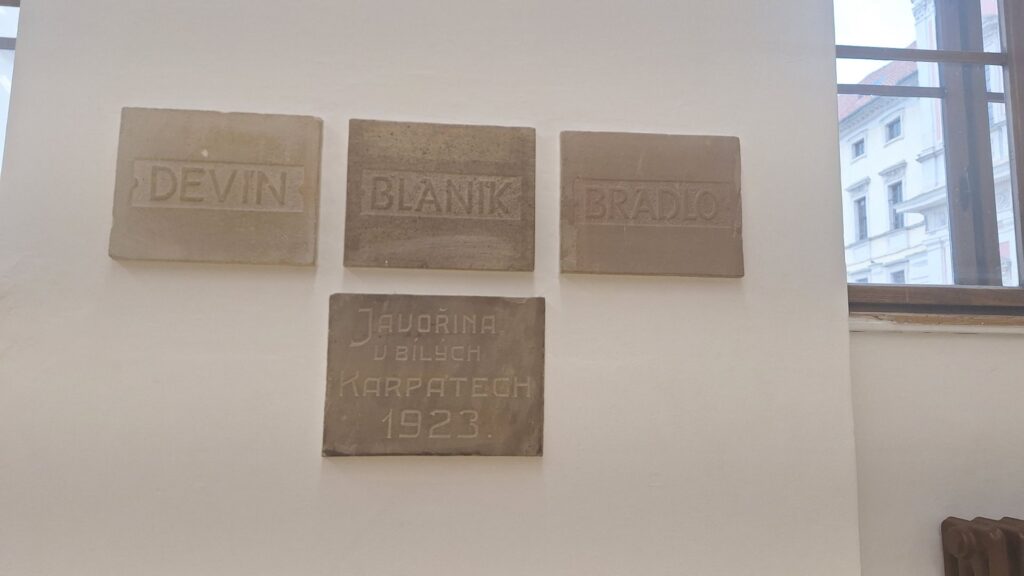 DEVIN
BLANIK
BRADLO
JAVOŘINA
V BÍLÝCH
KARPATECH
1923.